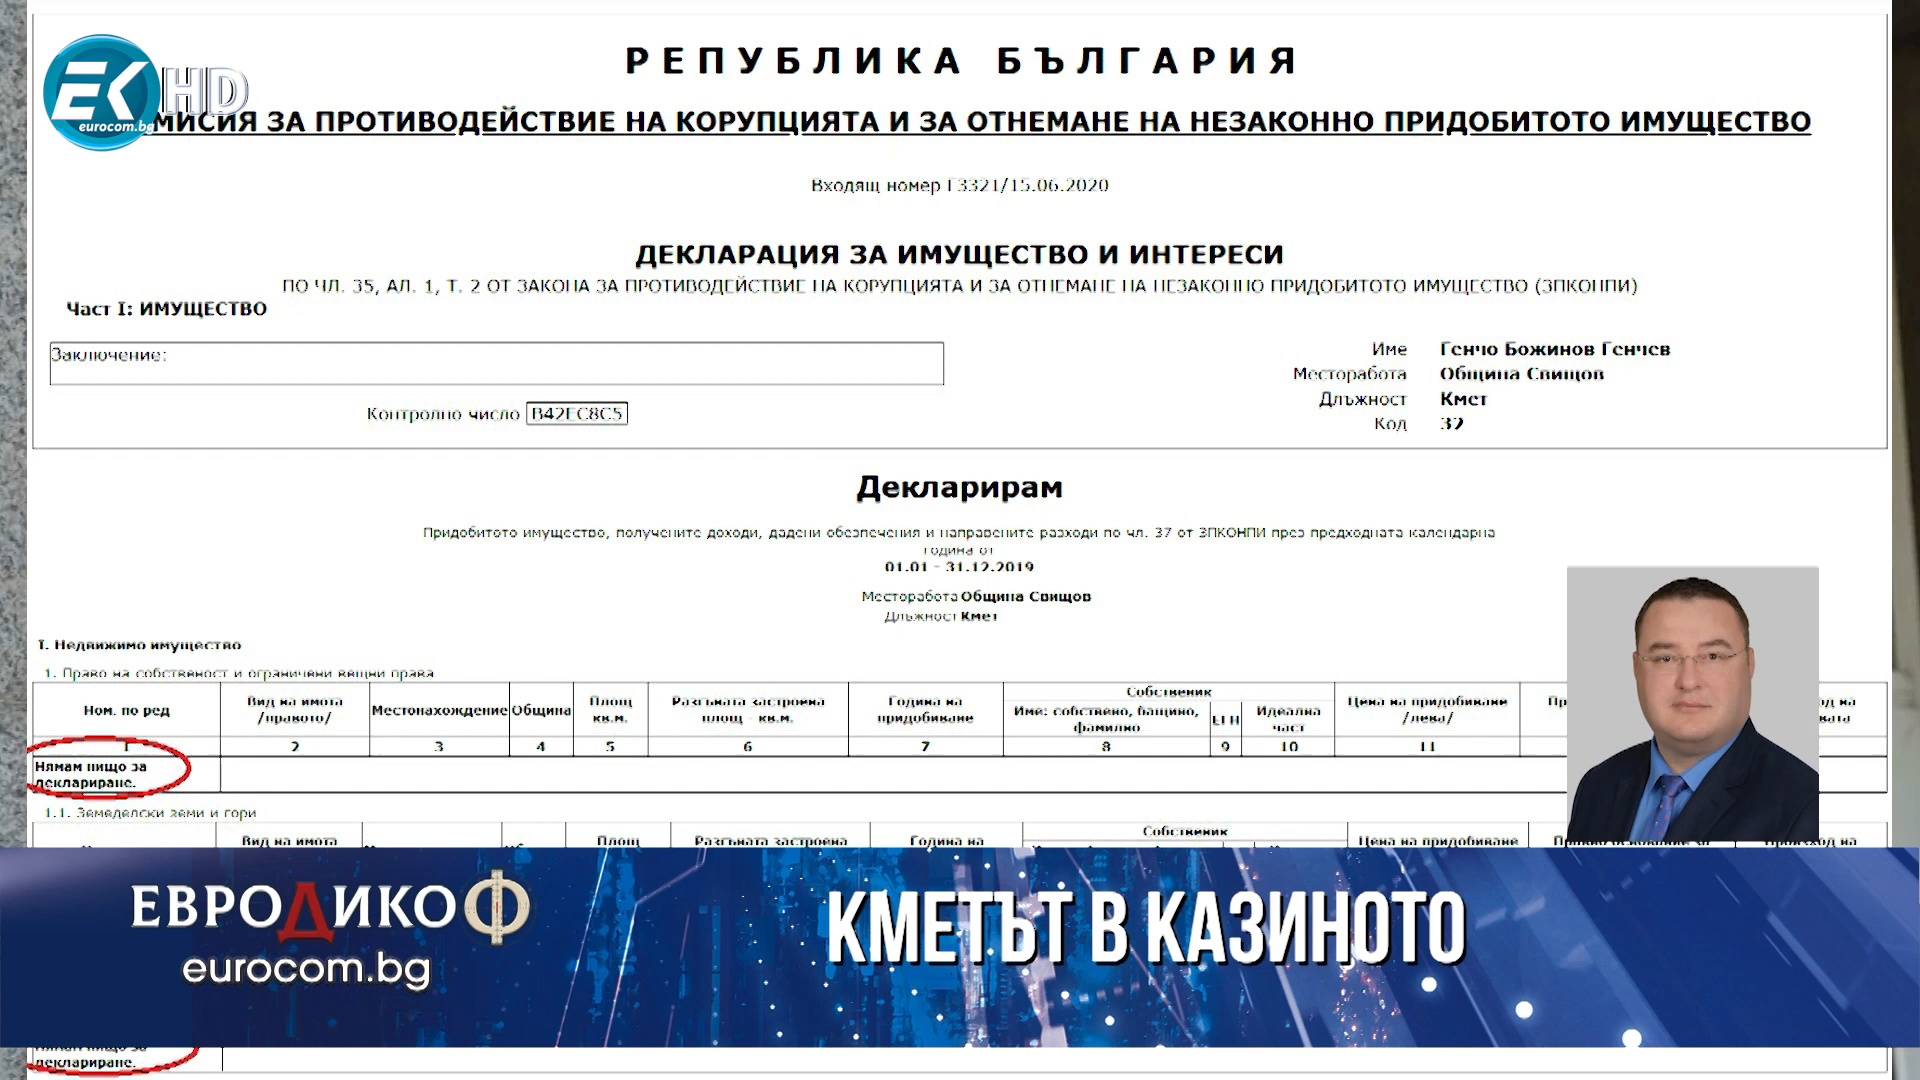 РЕПУБЛИКА БЪЛГАРИЯ
EK HD
eurocom.bg
МИСИЯ ЗА ПРОТИВОДЕЙСТВИЕ НА КОРУПЦИЯТА И ЗА ОТНЕМАНЕ НА НЕЗАКОННО ПРИДОБИТОТО ИМУЩЕСТВО
Входящ номер Г3321/15.06.2020
ДЕКЛАРАЦИЯ ЗА ИМУЩЕСТВО И ИНТЕРЕСИ
ПО ЧЛ. 35, АЛ. 1, Т. 2 ОТ ЗАКОНА ЗА ПРОТИВОДЕЙСТВИЕ НА КОРУПЦИЯТА И ЗА ОТНЕМАНЕ НА НЕЗАКОННО ПРИДОБИТОТО ИМУЩЕСТВО (ЗПКОНПИ)
Част I: ИМУЩЕСТВО
Заключение:
Име Генчо Божинов Генчев
Месторабота Община Свищов
Длъжност Кмет
Код 32
Контролно число B42EC8C5
Декларирам
Придобитото имущество, получените доходи, дадени обезпечения и направените разходи по чл. 37 от ЗПКОНПИ през предходната календарна
година от
01.01 - 31.12.2019
Месторабота Община Свищов
Длъжност Кмет
I. Недвижимо имущество
1. Право на собственост и ограничени вещни права
Ном. по ред
Вид на имота
/правото/
Местонахождение
Община
Площ
кв.м.
Разгъната застроена
площ - кв.м.
Година на
придобиване
Собственик
Име: собствено, бащино,
фамилно
ЕГН
Идеална
част
Цена на придобиване
/лева/
1 2 3 4 5 6 7 8 9 10 11
Нямам нищо за
деклариране.
1.1. Земеделски земи и гори
Вид на имота
Площ
Разгъната застроена
Година на
Собственик
Цена на придобиване
Правно основание за
Произход на
ЕВРОДИКОФ
eurocom.bg
КМЕТЪТ В КАЗИНОТО
Нямам нищо за
деклариране.